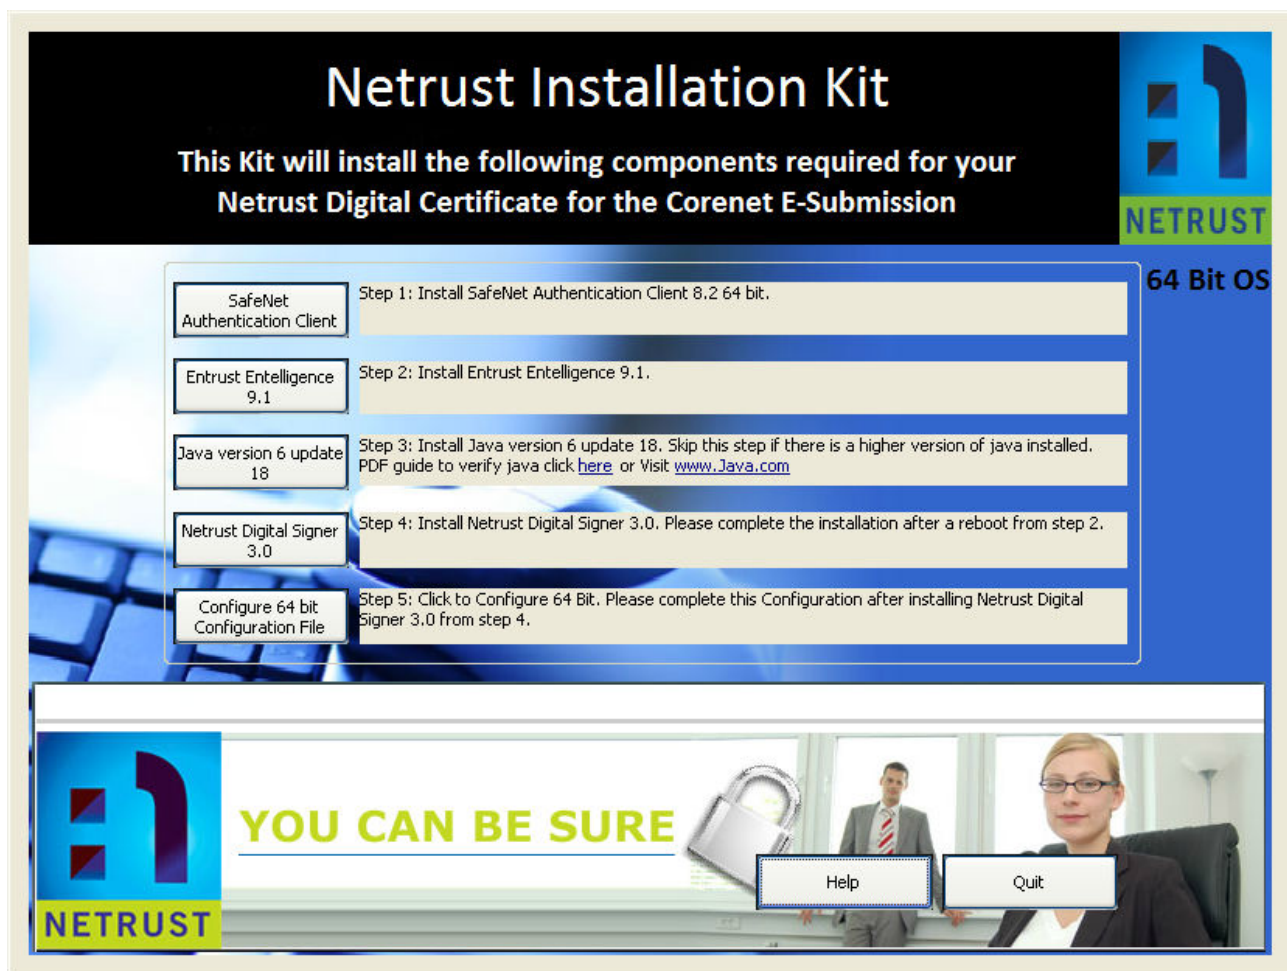 Netrust Installation Kit
This Kit will install the following components required for your
Netrust Digital Certificate for the Corenet E-Submission
NETRUST
64 Bit OS
SafeNet
Authentication Client
Step 1: Install SafeNet Authentication Client 8.2 64 bit.
Entrust Entelligence
9.1
Step 2: Install Entrust Entelligence 9.1.
Java version 6 update
18
Step 3: Install Java version 6 update 18. Skip this step if there is a higher version of java installed.
PDF guide to verify java click here or Visit www.Java.com
Netrust Digital Signer
3.0
Step 4: Install Netrust Digital Signer 3.0. Please complete the installation after a reboot from step 2.
Configure 64 bit
Configuration File
Step 5: Click to Configure 64 Bit. Please complete this Configuration after installing Netrust Digital
Signer 3.0 from step 4.
YOU CAN BE SURE
Help
Quit
NETRUST